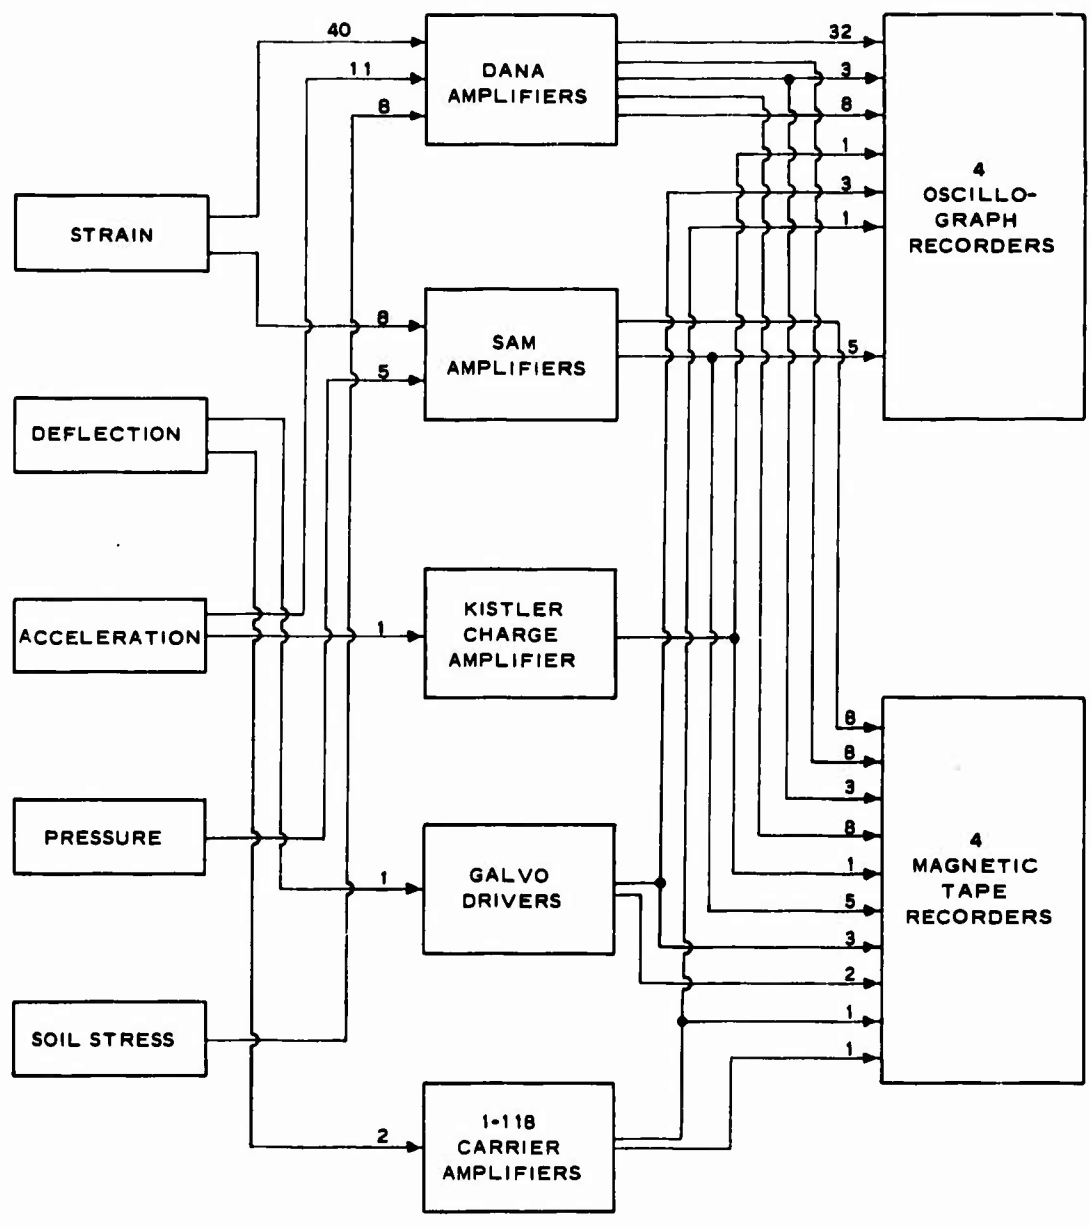 40
32
11
DANA
AMPLIFIERS
3
8
8
1
4
OSCILLO-
GRAPH
RECORDERS
3
1
STRAIN
8
SAM
AMPLIFIERS
5
5
DEFLECTION
ACCELERATION
1
KISTLER
CHARGE
AMPLIFIER
8
8
3
PRESSURE
8
4
MAGNETIC
TAPE
RECORDERS
1
1
GALVO
DRIVERS
5
3
2
SOIL STRESS
1
1
2
1-118
CARRIER
AMPLIFIERS